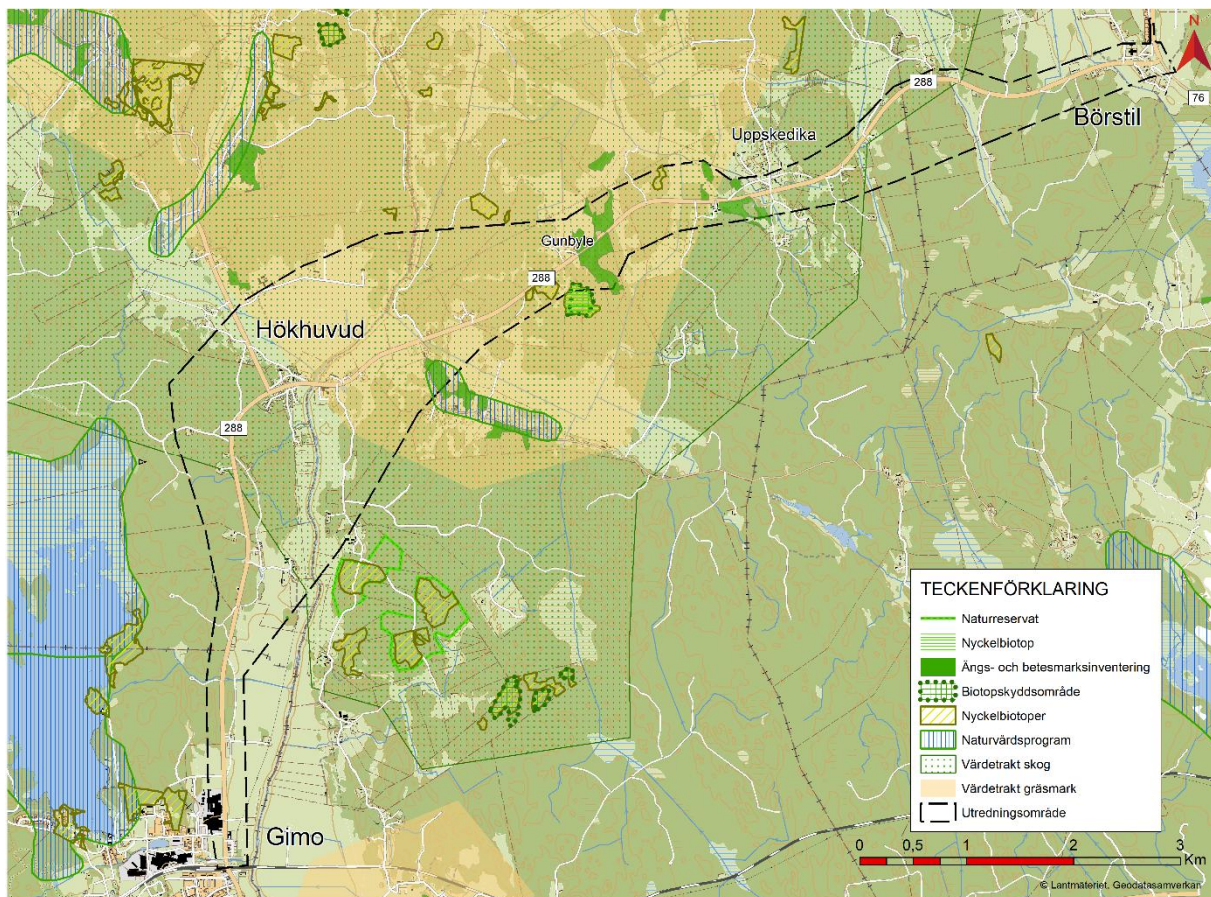 N
288
76
Börstil
Uppskedika
Gunbyle
288
Hökhuvud
288
Gimo
TECKENFÖRKLARING
Naturreservat
Nyckelbiotop
Ängs- och betesmarksinventering
Biotopskyddsområde
Nyckelbiotoper
Naturvårdsprogram
Värdetrakt skog
Värdetrakt gräsmark
Utredningsområde
0 0,5 1 2 3
Km
© Lantmäteriet, Geodatasamverkan